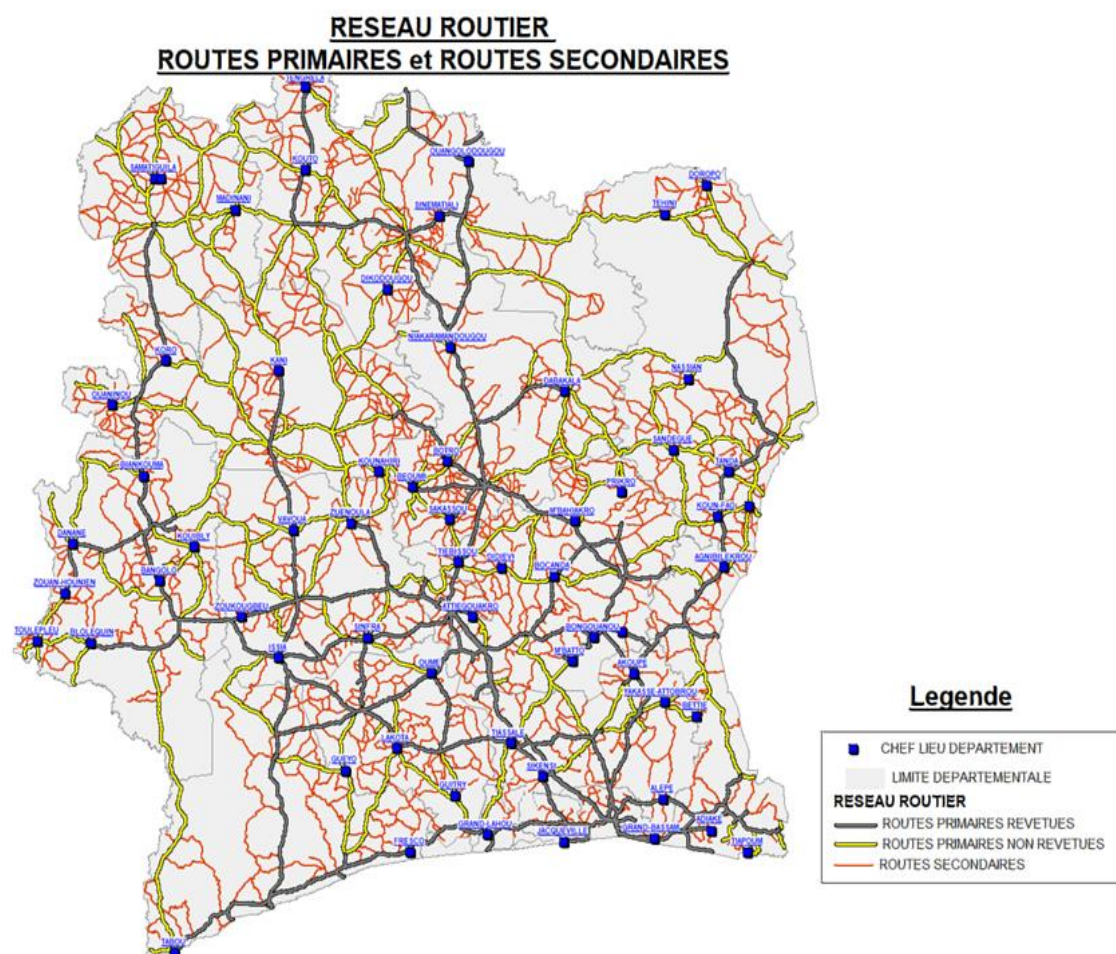 RESEAU ROUTIER
ROUTES PRIMAIRES et ROUTES SECONDAIRES
TENGRELA
OUANGOLODOUGOU
KOUTO
SAMATIGUILA
DOROPO
MADINANI
SINEMATIALI
TEHINI
DIKODOUGOU
NIAKARAMANDOUGOU
KORO
KANI
NASSIAN
DABAKALA
OUANINOU
SANDEGUE
BOTRO
BIANKOUMA
KOUNAHIRI
TANDA
BEOUMI
PRIKRO
SAKASSOU
M'BAHIAKRO
KOUN-FAO
ZUENOULA
VAVOUA
DANANE
KOUIBLY
TIEBISSOU
DIDIEVI
BOCANDA
AGNIBILEKROU
BANGOLO
ZOUAN-HOUNIEN
ZOUKOUGBEU
ATTIEGOUAKRO
TOULEPLEU
BLOLEQUIN
SINFRA
BONGOUANOU
ISSIA
M'BATTO
OUME
AKOUPE
YAKASSE-ATTOBROU
BETTIE
Legende
LAKOTA
TIASSALE
CHEF LIEU DEPARTEMENT
GUEYO
SIKENSI
LIMITE DEPARTEMENTALE
GUITRY
ALEPE
RESEAU ROUTIER
ROUTES PRIMAIRES REVETUES
GRAND-LAHOU
JACQUEVILLE
GRAND-BASSAM
ADIAKE
FRESCO
TIAPOUM
ROUTES PRIMAIRES NON REVETUES
ROUTES SECONDAIRES
TABOU